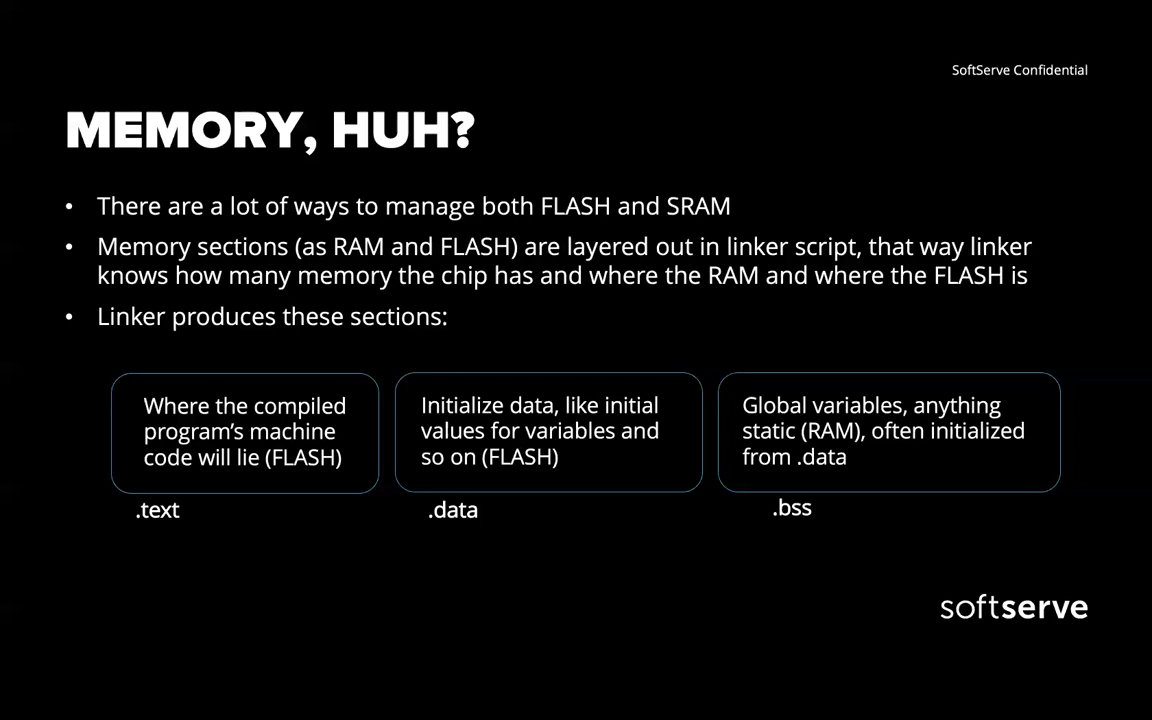 SoftServe Confidential
MEMORY, HUH?
• There are a lot of ways to manage both FLASH and SRAM
• Memory sections (as RAM and FLASH) are layered out in linker script, that way linker
knows how many memory the chip has and where the RAM and where the FLASH is
• Linker produces these sections:
Where the compiled
program’s machine
code will lie (FLASH)
.text
Initialize data, like initial
values for variables and
so on (FLASH)
.data
Global variables, anything
static (RAM), often initialized
from .data
.bss
softserve